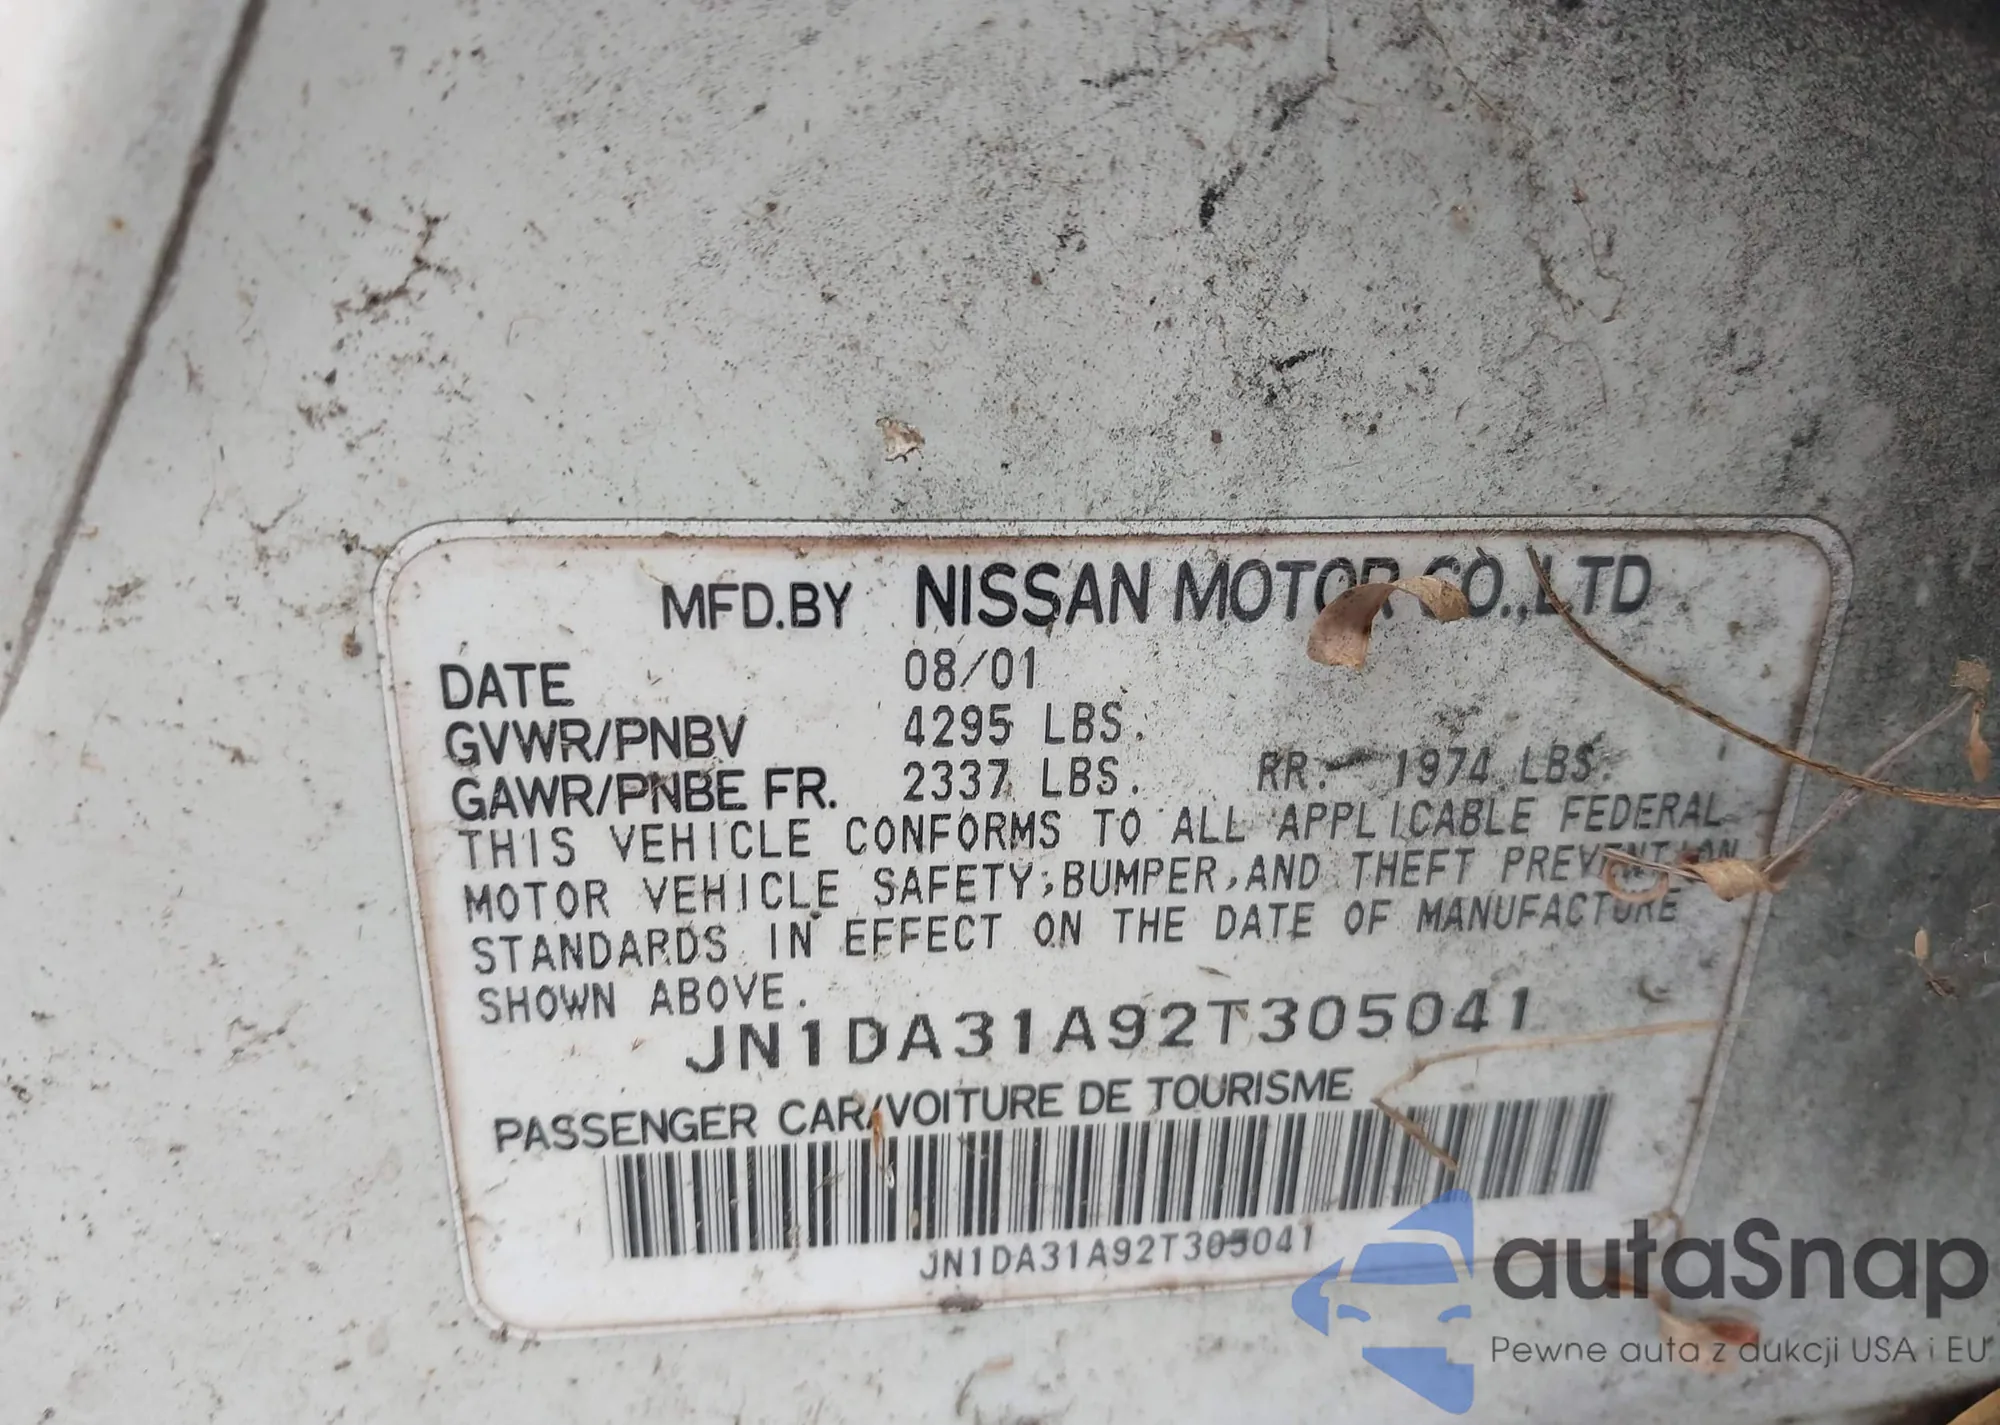 MFD.BY NISSAN MOTOR CO.,LTD
DATE 08/01
GVWR/PNBV 4295 LBS.
GAWR/PNBE FR. 2337 LBS. RR. 1974 LBS.
THIS VEHICLE CONFORMS TO ALL APPLICABLE FEDERAL
MOTOR VEHICLE SAFETY, BUMPER, AND THEFT PREVENTION
STANDARDS IN EFFECT ON THE DATE OF MANUFACTURE
SHOWN ABOVE.
JN1DA31A92T305041
PASSENGER CAR/VOITURE DE TOURISME
JN1DA31A92T305041
autaSnap
Pewne auta z dukcji USA i EU